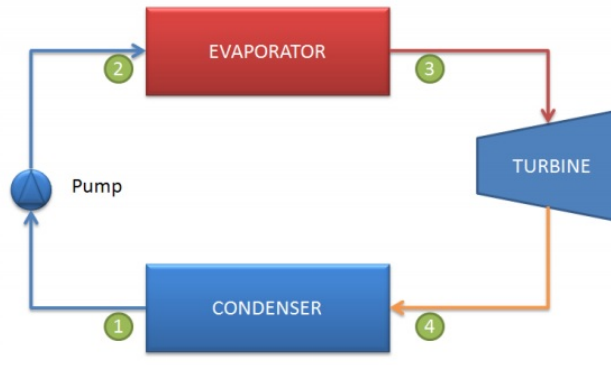 EVAPORATOR
2
3
TURBINE
Pump
CONDENSER
1
4